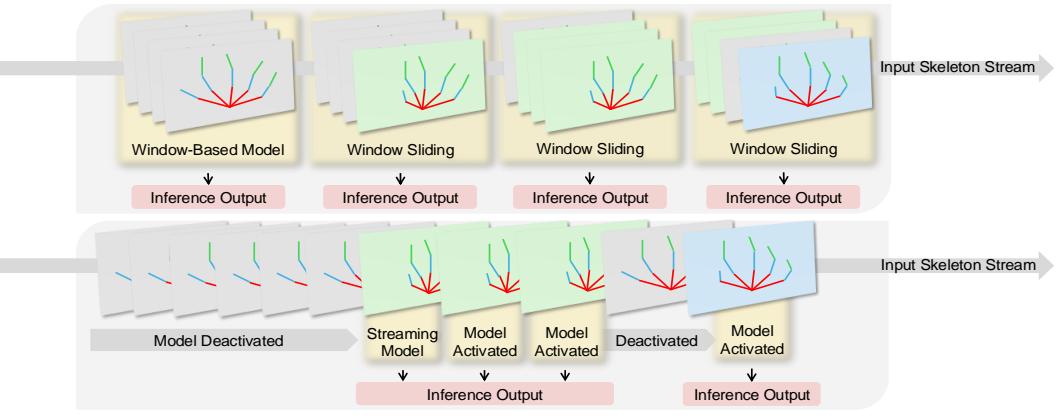 Input Skeleton Stream
Window-Based Model
Window Sliding
Window Sliding
Window Sliding
Inference Output
Inference Output
Inference Output
Inference Output
Input Skeleton Stream
Model Deactivated
Streaming
Model
Model
Activated
Model
Activated
Deactivated
Model
Activated
Inference Output
Inference Output